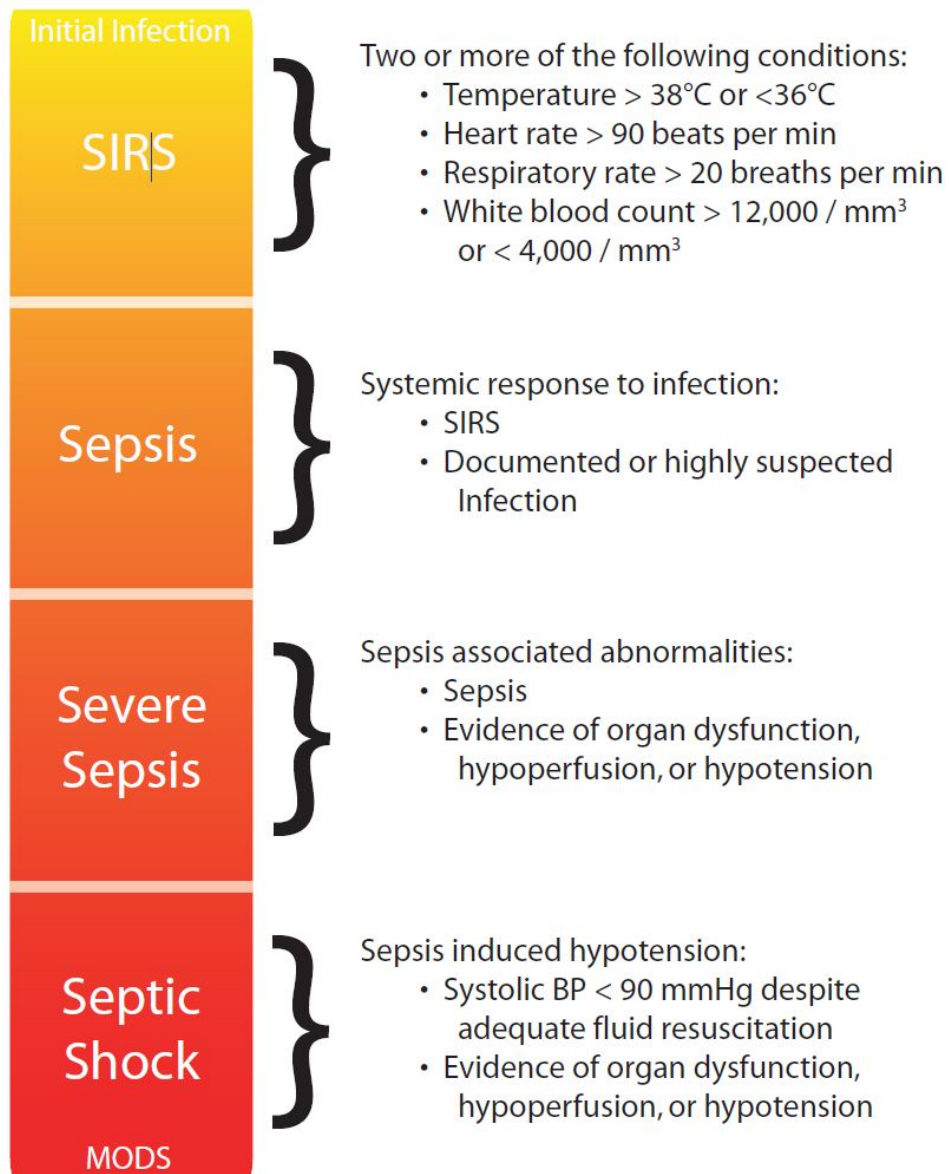 Initial Infection
SIRS
Two or more of the following conditions:
• Temperature > 38°C or <36°C
• Heart rate > 90 beats per min
• Respiratory rate > 20 breaths per min
• White blood count > 12,000 / mm³
or < 4,000 / mm³
Sepsis
Systemic response to infection:
• SIRS
• Documented or highly suspected
Infection
Severe
Sepsis
Sepsis associated abnormalities:
• Sepsis
• Evidence of organ dysfunction,
hypoperfusion, or hypotension
Septic
Shock
MODS
Sepsis induced hypotension:
• Systolic BP < 90 mmHg despite
adequate fluid resuscitation
• Evidence of organ dysfunction,
hypoperfusion, or hypotension